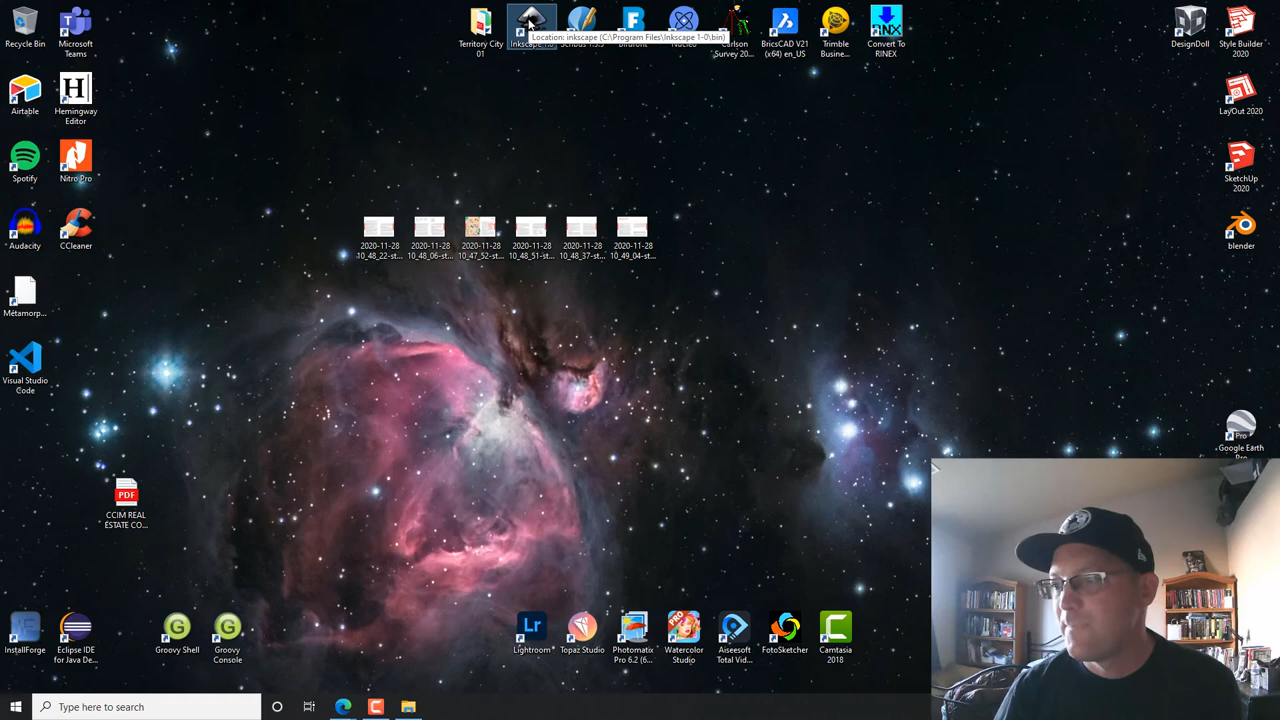 Recycle Bin
Microsoft
Teams
Territory City
01
Inkscape 1.0
Location: inkscape (C:\Program Files\Inkscape 1-0\bin)
Carlson
Survey 20...
BricsCAD V21
(x64) en_US
Trimble
Busine...
Convert To
RINEX
RINX
DesignDoll
Style Builder
2020
Airtable
H
Hemingway
Editor
LayOut 2020
Spotify
Nitro Pro
SketchUp
2020
Audacity
CCleaner
2020-11-28
10_48_22-st...
2020-11-28
10_48_06-st...
2020-11-28
10_47_52-st...
2020-11-28
10_48_51-st...
2020-11-28
10_48_37-st...
2020-11-28
10_49_04-st...
blender
Métamorp...
Visual Studio
Code
Pro
Google Earth
PDF
CCIM REAL
ESTATE CO...
InstallForge
Eclipse IDE
for Java De...
G
Groovy Shell
G
Groovy
Console
Lr
Lightroom
Topaz Studio
Photomatix
Pro 6.2 (6...
PRO
Watercolor
Studio
Aiseesoft
Total Vid...
FotoSketcher
Camtasia
2018
Type here to search